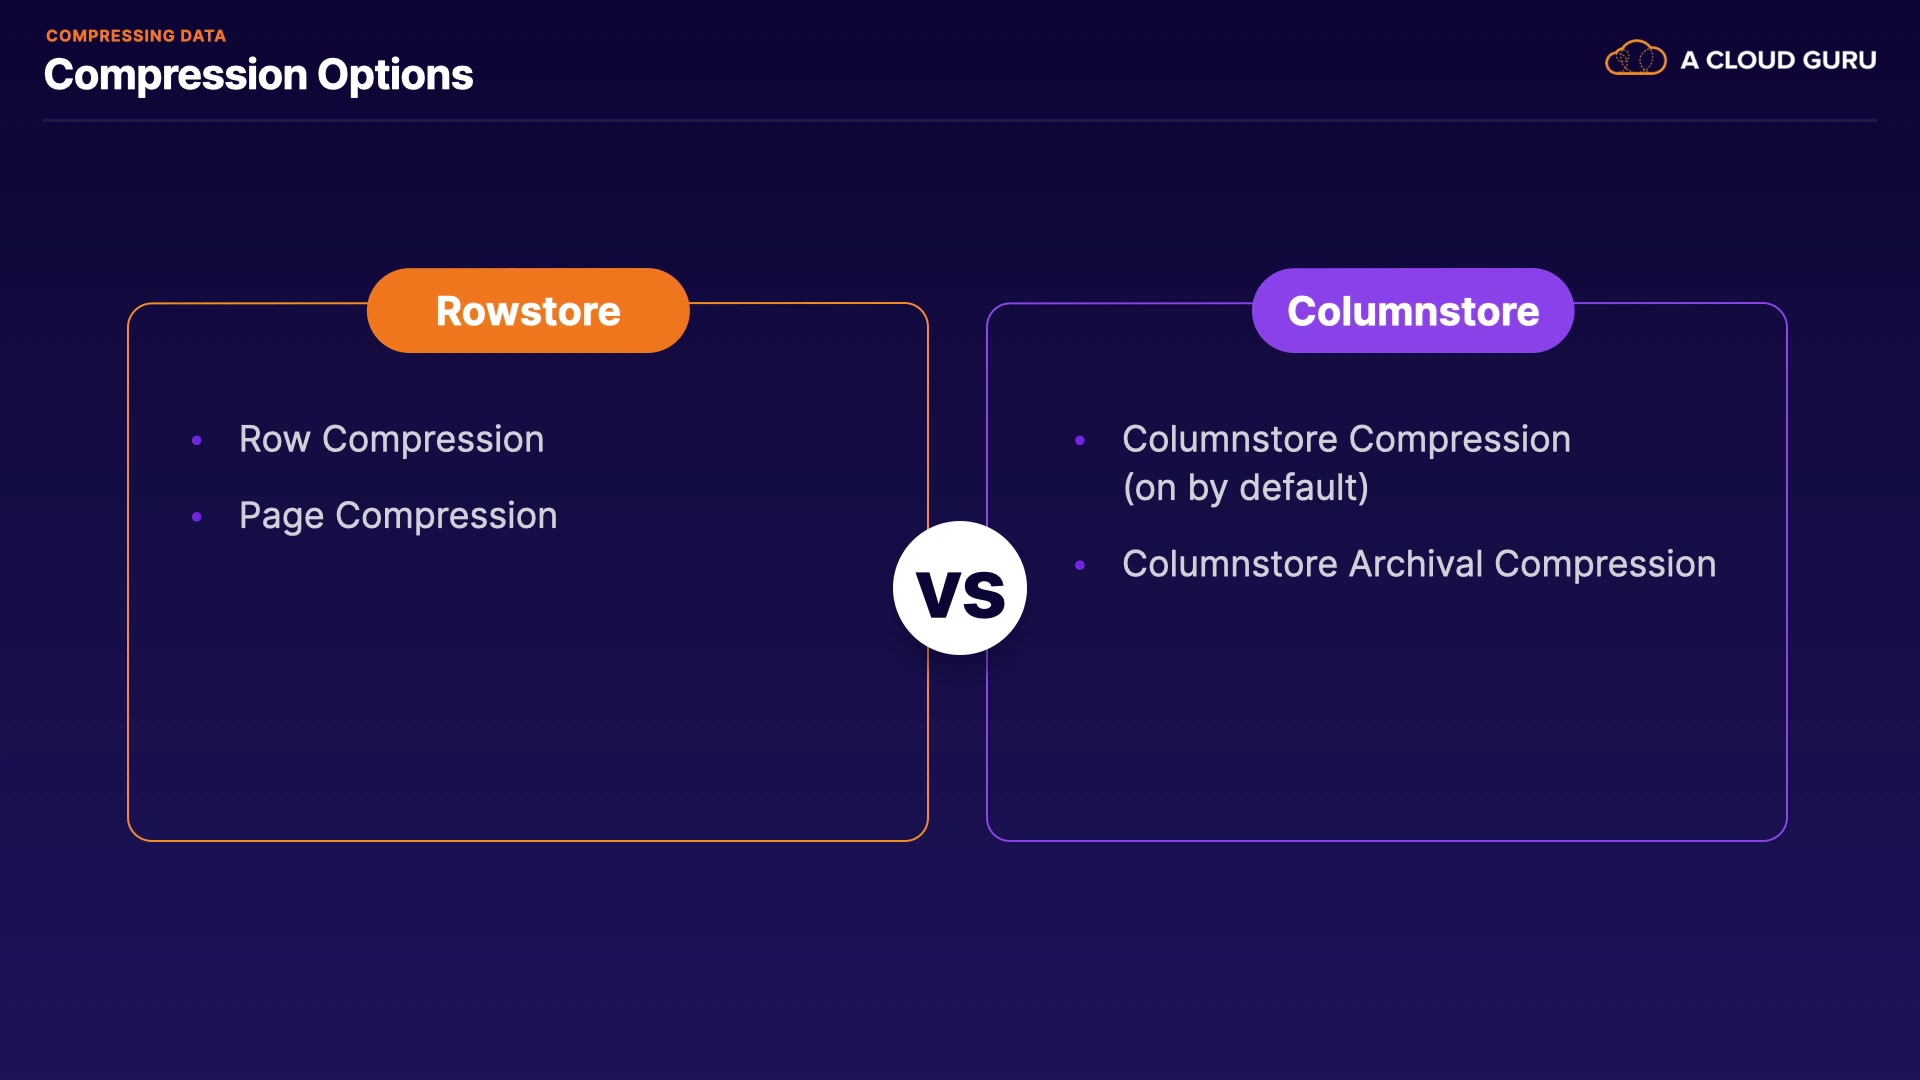 COMPRESSING DATA
Compression Options
A CLOUD GURU
Rowstore
• Row Compression
• Page Compression
vs
Columnstore
• Columnstore Compression
(on by default)
• Columnstore Archival Compression